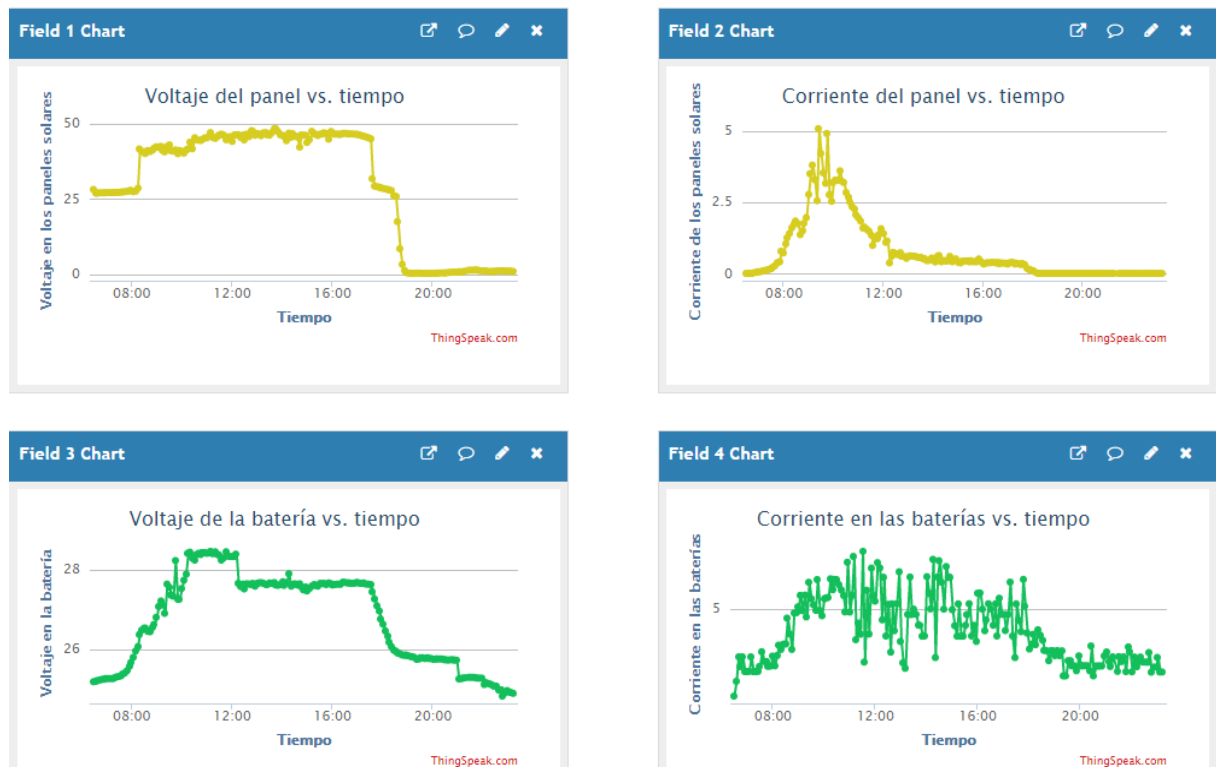 Field 1 Chart
Voltaje del panel vs. tiempo
Voltaje en los paneles solares
50
25
0
08:00 12:00 16:00 20:00
Tiempo
ThingSpeak.com
Field 2 Chart
Corriente del panel vs. tiempo
Corriente de los paneles solares
5
2.5
0
08:00 12:00 16:00 20:00
Tiempo
ThingSpeak.com
Field 3 Chart
Voltaje de la batería vs. tiempo
Voltaje en la batería
28
26
08:00 12:00 16:00 20:00
Tiempo
ThingSpeak.com
Field 4 Chart
Corriente en las baterías vs. tiempo
Corriente en las baterías
5
08:00 12:00 16:00 20:00
Tiempo
ThingSpeak.com